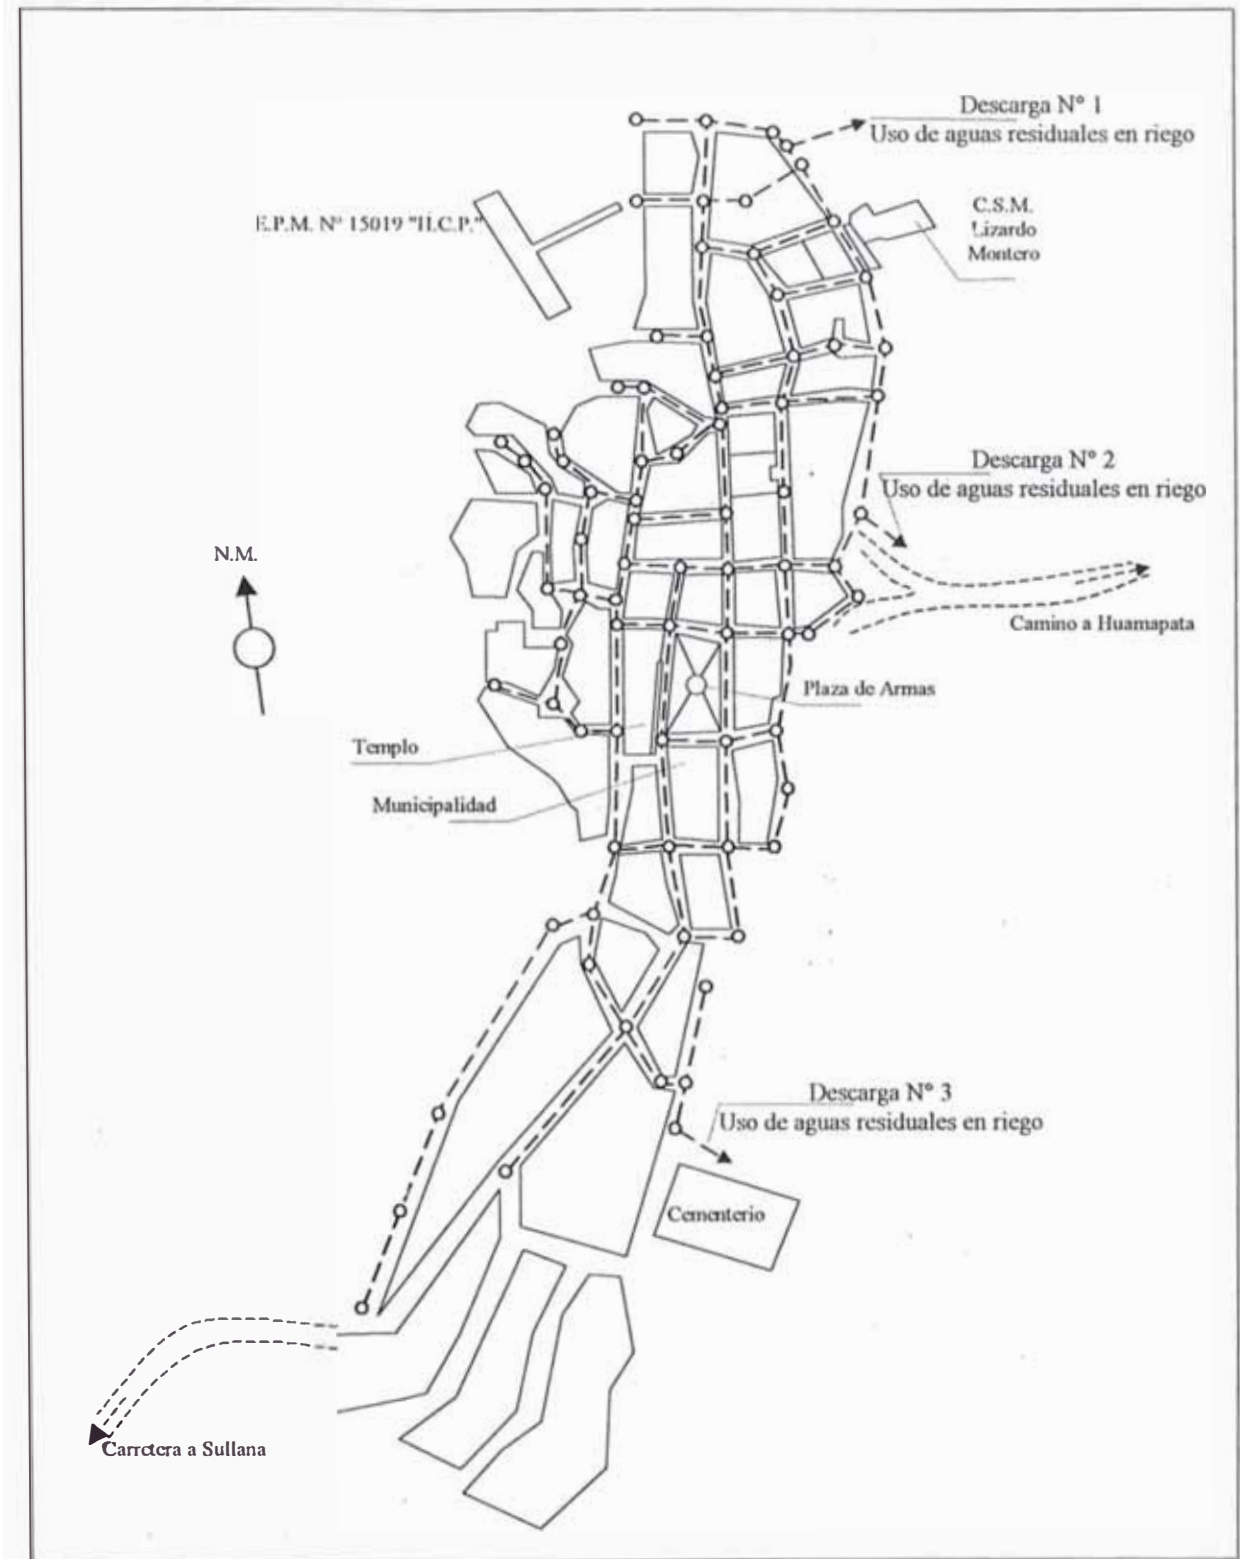 Descarga N° 1
Uso de aguas residuales en riego
E.P.M. N° 15019 "H.C.P."
C.S.M.
Lizardo
Montero
Descarga N° 2
Uso de aguas residuales en riego
N.M.
Camino a Huamapata
Plaza de Armas
Templo
Municipalidad
Descarga N° 3
Uso de aguas residuales en riego
Cementerio
Carretera a Sullana